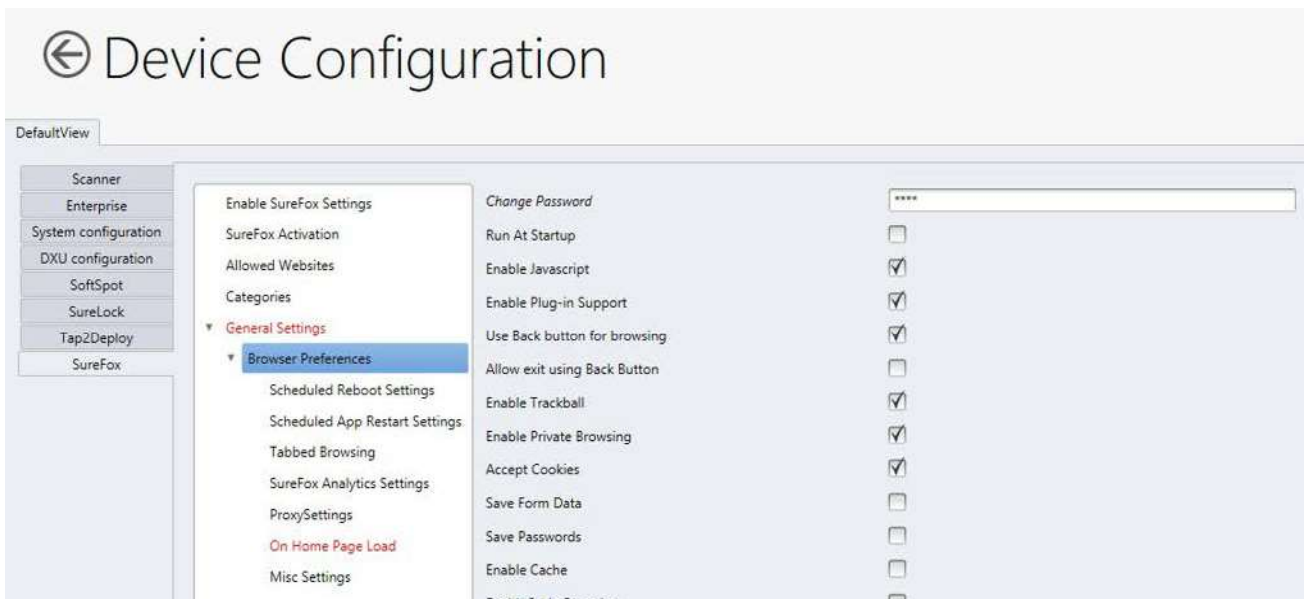 Device Configuration
DefaultView
Scanner
Enterprise
System configuration
DXU configuration
SoftSpot
SureLock
Tap2Deploy
SureFox
Enable SureFox Settings
SureFox Activation
Allowed Websites
Categories
General Settings
Browser Preferences
Scheduled Reboot Settings
Scheduled App Restart Settings
Tabbed Browsing
SureFox Analytics Settings
ProxySettings
On Home Page Load
Misc Settings
Change Password ****
Run At Startup
Enable Javascript
Enable Plug-in Support
Use Back button for browsing
Allow exit using Back Button
Enable Trackball
Enable Private Browsing
Accept Cookies
Save Form Data
Save Passwords
Enable Cache